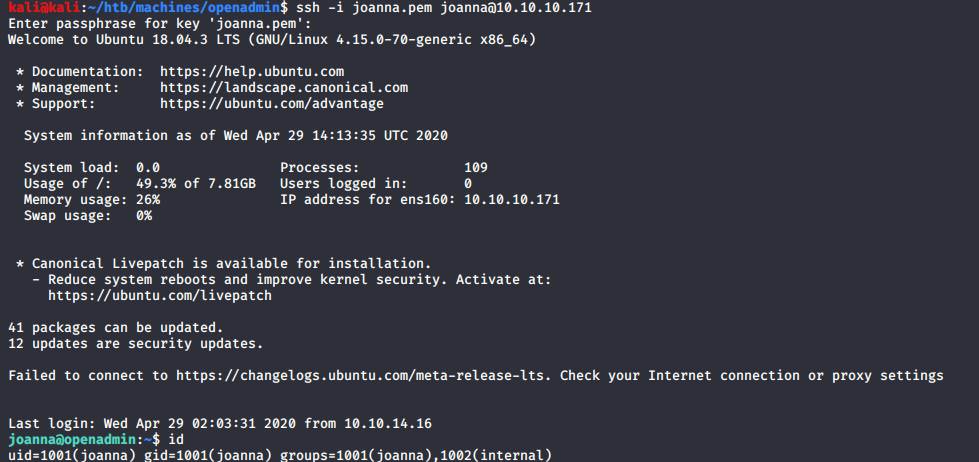 kali@kali:~/htb/machines/openadmin$ ssh -i joanna.pem joanna@10.10.10.171
Enter passphrase for key 'joanna.pem':
Welcome to Ubuntu 18.04.3 LTS (GNU/Linux 4.15.0-70-generic x86_64)

 * Documentation:  https://help.ubuntu.com
 * Management:     https://landscape.canonical.com
 * Support:        https://ubuntu.com/advantage

  System information as of Wed Apr 29 14:13:35 UTC 2020

  System load:  0.0               Processes:             109
  Usage of /:   49.3% of 7.81GB   Users logged in:       0
  Memory usage: 26%               IP address for ens160: 10.10.10.171
  Swap usage:   0%

 * Canonical Livepatch is available for installation.
   - Reduce system reboots and improve kernel security. Activate at:
     https://ubuntu.com/livepatch

41 packages can be updated.
12 updates are security updates.

Failed to connect to https://changelogs.ubuntu.com/meta-release-lts. Check your Internet connection or proxy settings

Last login: Wed Apr 29 02:03:31 2020 from 10.10.14.16
joanna@openadmin:~$ id
uid=1001(joanna) gid=1001(joanna) groups=1001(joanna),1002(internal)